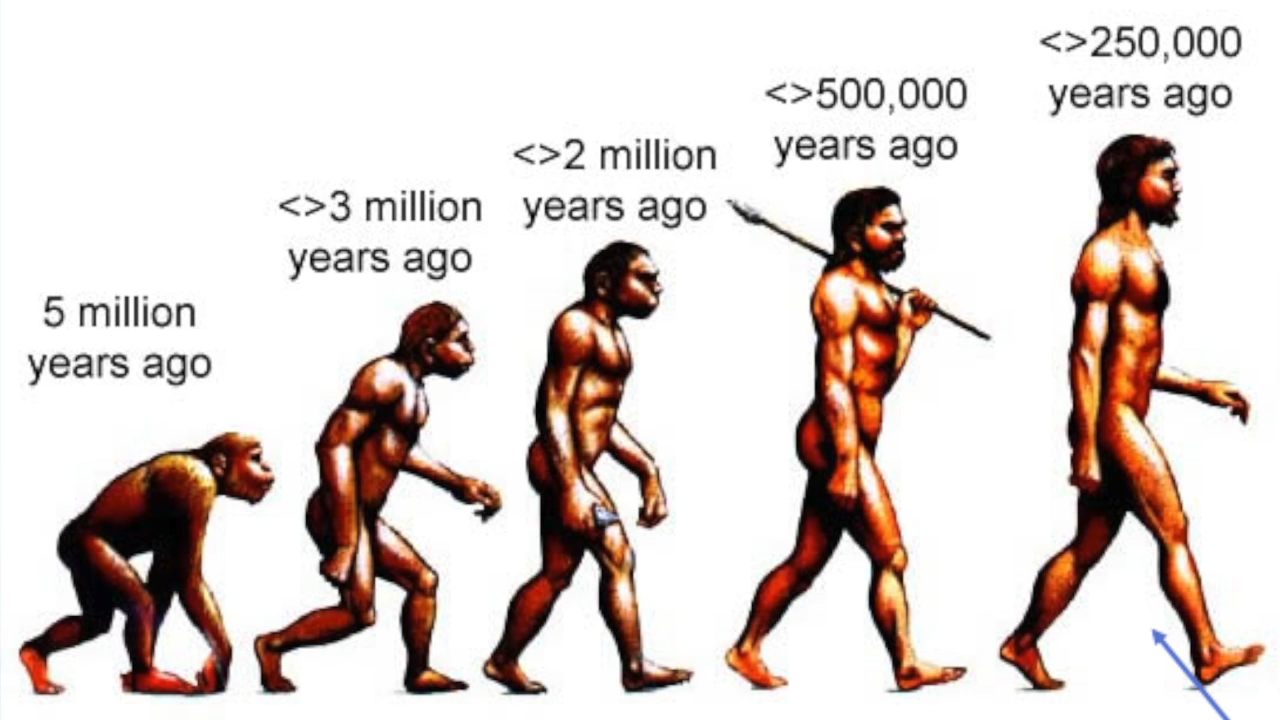 5 million
years ago
<>3 million
years ago
<>2 million
years ago
<>500,000
years ago
<>250,000
years ago